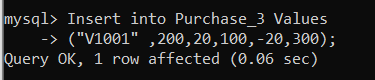 mysql> Insert into Purchase_3 Values
    -> ("V1001" ,200,20,100,-20,300);
Query OK, 1 row affected (0.06 sec)